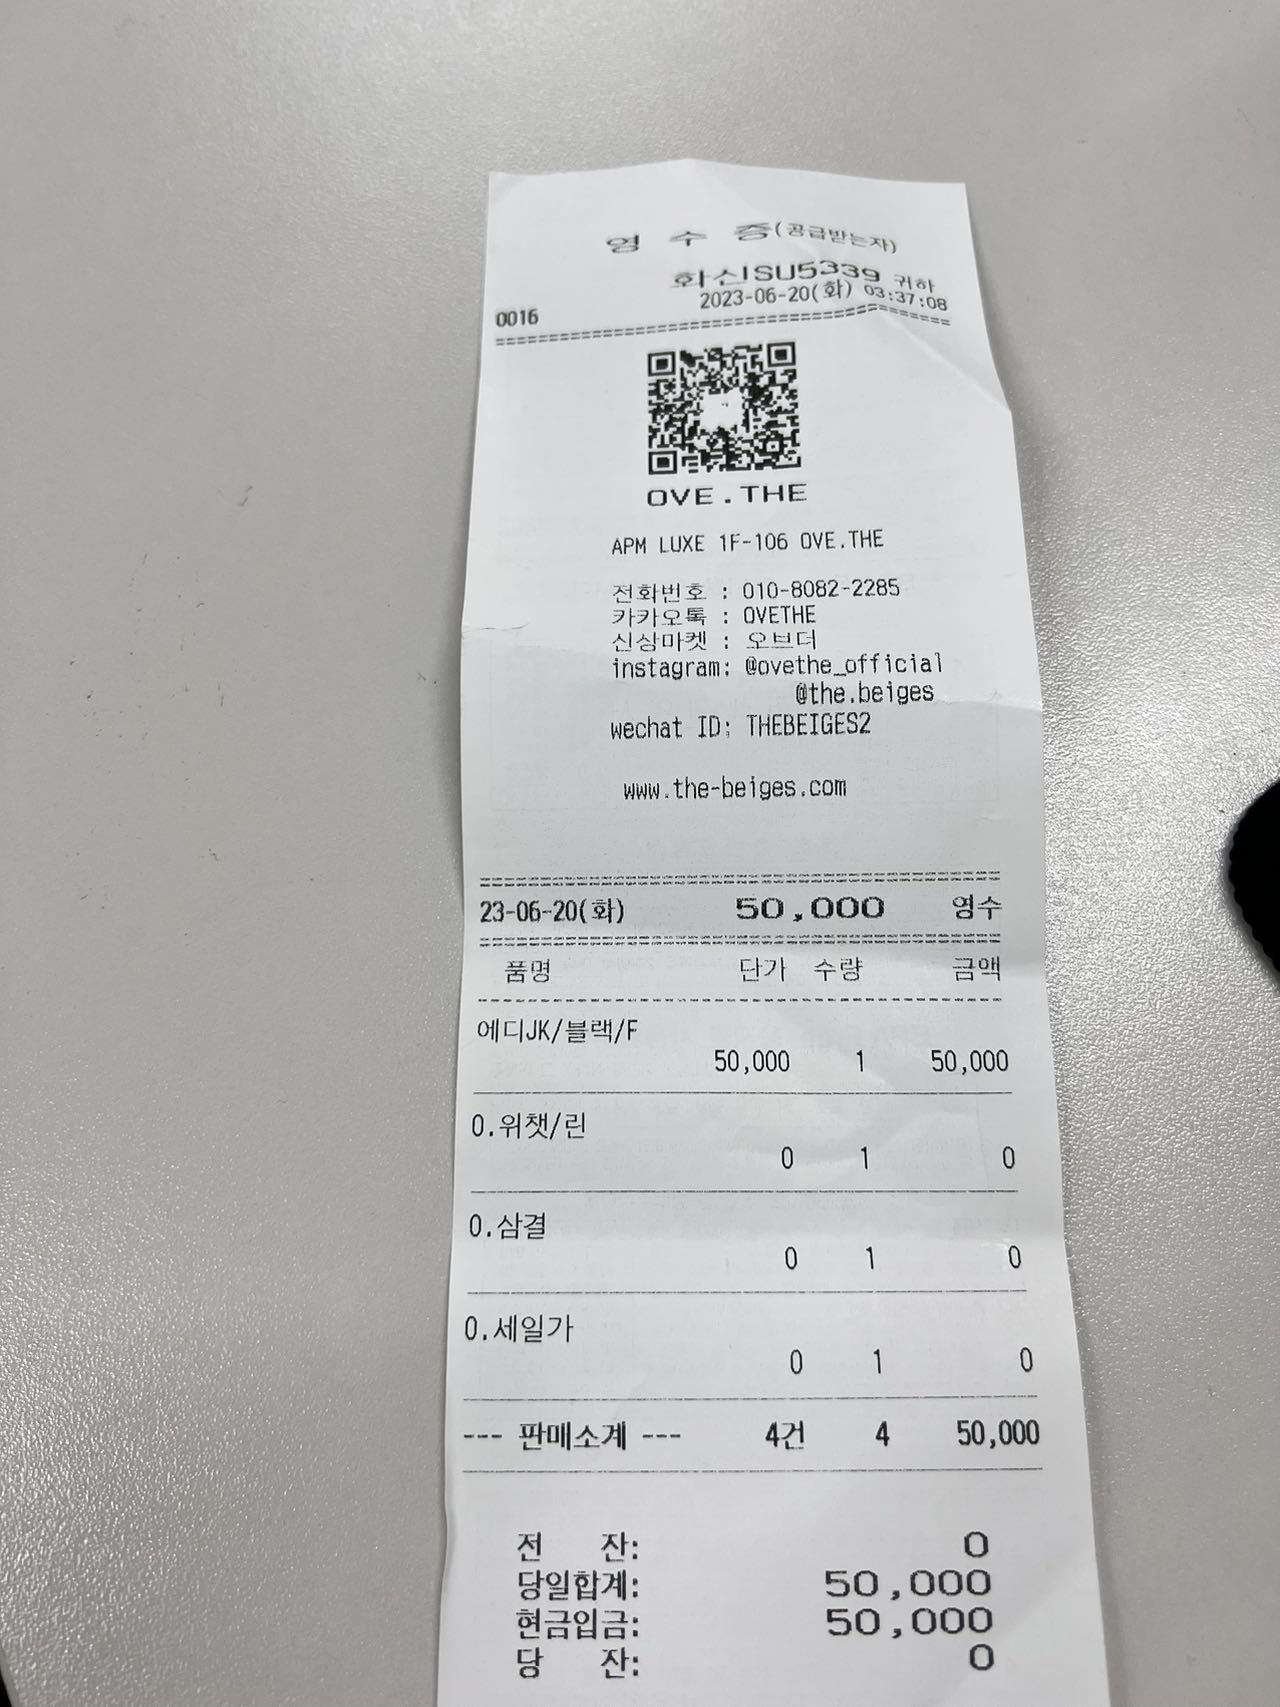 영 수 증(공급받는자)
화신SU5339 귀하
2023-06-20(화) 03:37:08
0016
OVE.THE
APM LUXE 1F-106 OVE.THE
전화번호 : 010-8082-2285
카카오톡 : OVETHE
신상마켓 : 오브더
instagram: @ovethe_official
@the.beiges
wechat ID: THEBEIGES2
www.the-beiges.com
23-06-20(화) 50,000 영수
품명 단가 수량 금액
에디JK/블랙/F
50,000 1 50,000
0.위챗/린
0 1 0
0.삼결
0 1 0
0.세일가
0 1 0
--- 판매소계 --- 4건 4 50,000
전 잔: 0
당일합계: 50,000
현금입금: 50,000
당 잔: 0